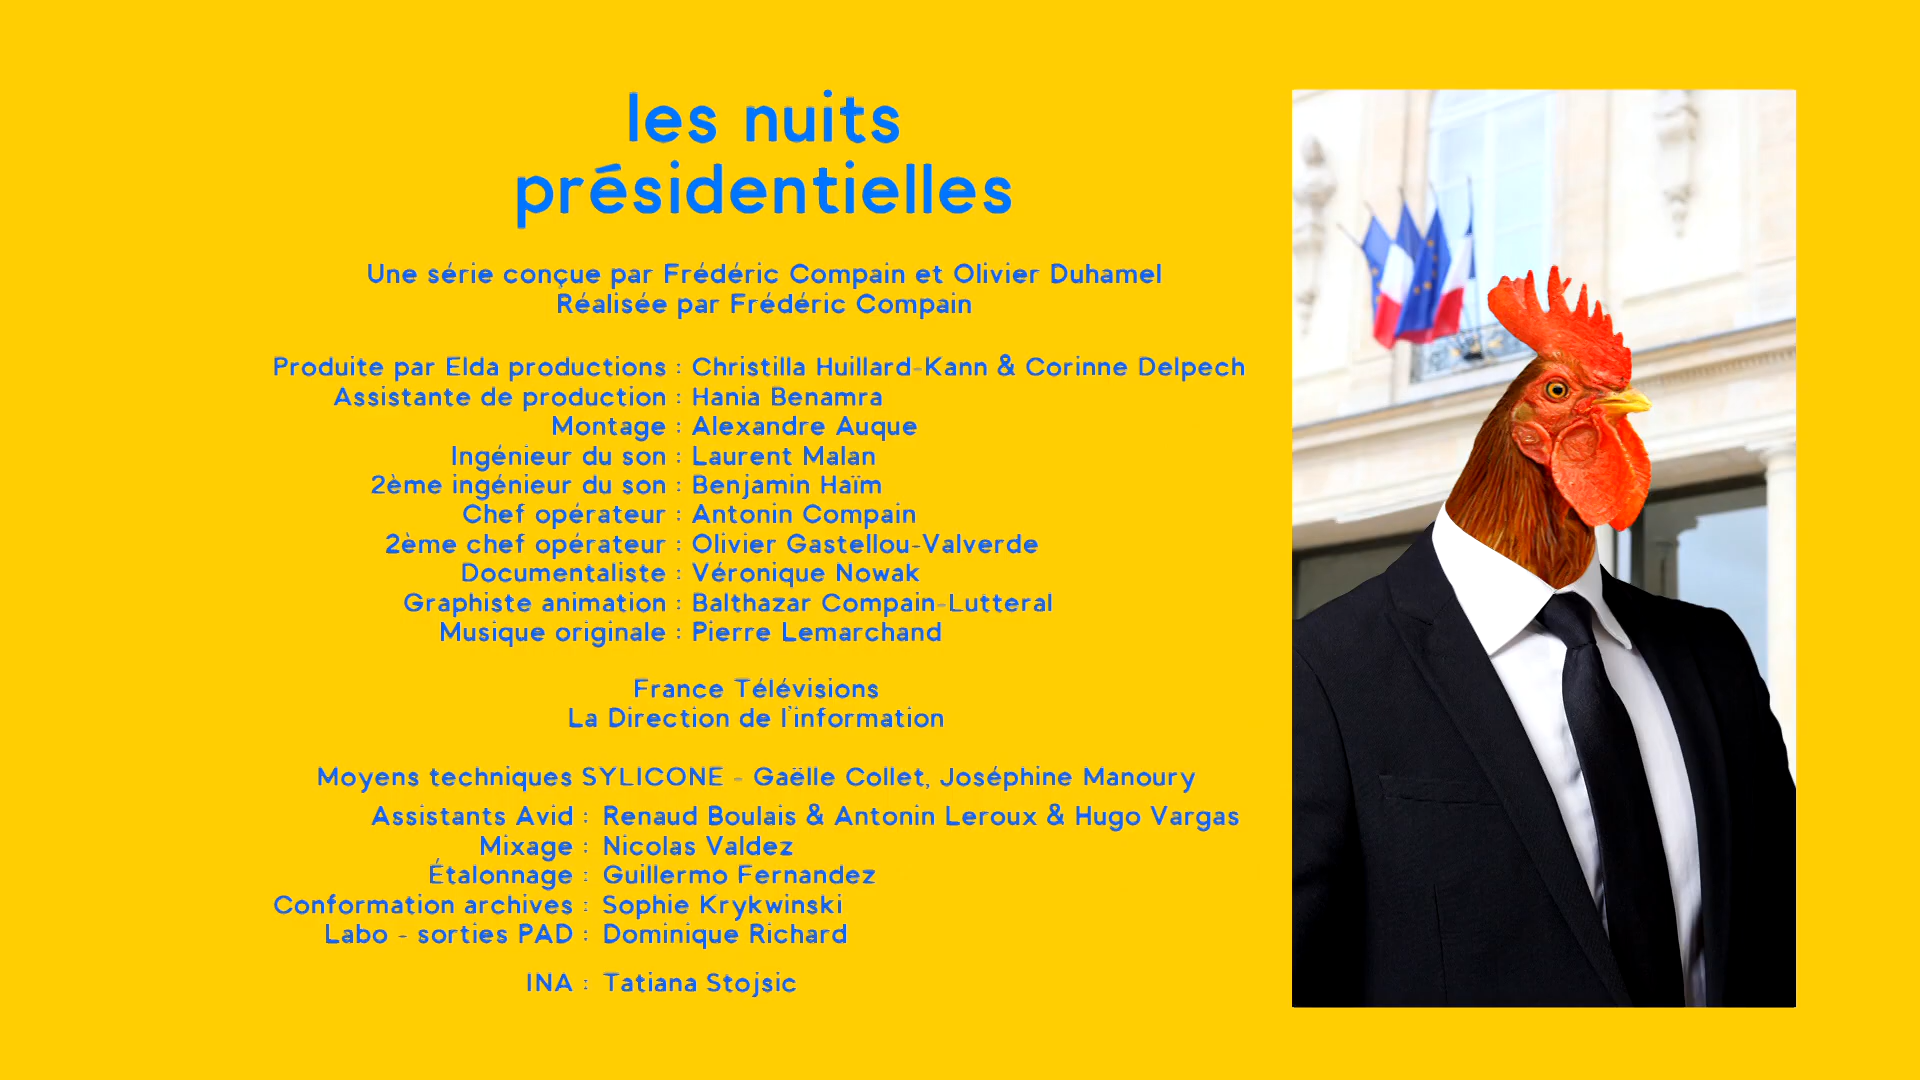 les nuits
présidentielles
Une série conçue par Frédéric Compain et Olivier Duhamel
Réalisée par Frédéric Compain
Produite par Elda productions : Christilla Huillard-Kann & Corinne Delpech
Assistante de production : Hania Benamra
Montage : Alexandre Auque
Ingénieur du son : Laurent Malan
2ème ingénieur du son : Benjamin Haïm
Chef opérateur : Antonin Compain
2ème chef opérateur : Olivier Gastellou-Valverde
Documentaliste : Véronique Nowak
Graphiste animation : Balthazar Compain-Lutteral
Musique originale : Pierre Lemarchand
France Télévisions
La Direction de l'information
Moyens techniques SYLICONE - Gaëlle Collet, Joséphine Manoury
Assistants Avid : Renaud Boulais & Antonin Leroux & Hugo Vargas
Mixage : Nicolas Valdez
Étalonnage : Guillermo Fernandez
Conformation archives : Sophie Krykwinski
Labo - sorties PAD : Dominique Richard
INA : Tatiana Stojsic